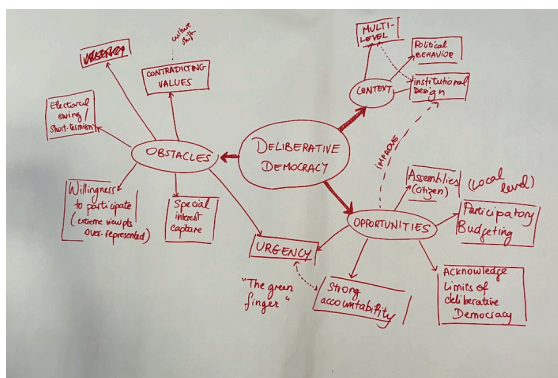 culture
shift
MULTI-
LEVEL
POLITICAL
BEHAVIOR
CONTRADICTING
VALUES
CONTEXT
institutional
Design
Electoral
swing /
Short-termism
OBSTACLES
DELIBERATIVE
DEMOCRACY
IMPROVE
Assemblies
(citizen)
(Local
level)
Willingness
to participate
(extreme viewpts
over-represented)
Special
interest
capture
OPPORTUNITIES
Participatory
Budgeting
URGENCY
"The green
finger"
Strong
accountability
ACKNOWLEDGE
Limits of
deliberative
Democracy